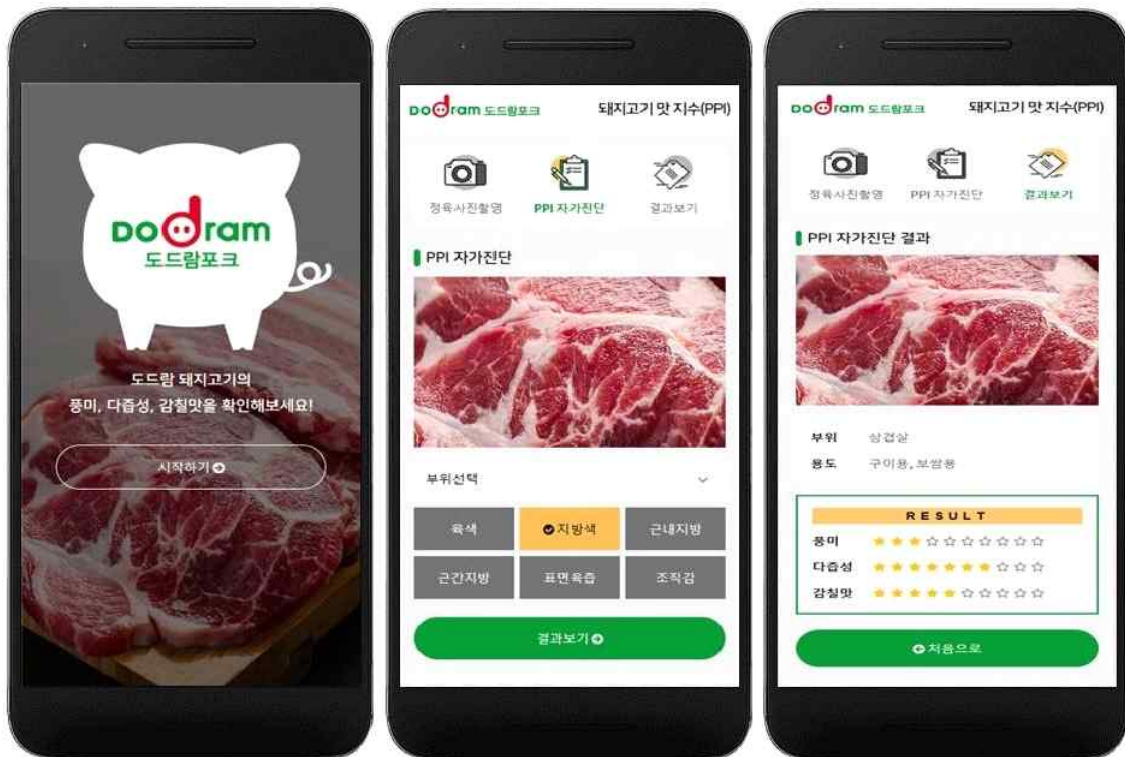 Dodram
도드람포크
도드람 돼지고기의
풍미, 다즙성, 감칠맛을 확인해보세요!
시작하기
Dodram 도드람포크
돼지고기 맛 지수(PPI)
정육사진촬영
PPI 자가진단
결과보기
PPI 자가진단
부위선택
육색
지방색
근내지방
근간지방
표면육즙
조직감
결과보기
Dodram 도드람포크
돼지고기 맛 지수(PPI)
정육사진촬영
PPI 자가진단
결과보기
PPI 자가진단 결과
부위 삼겹살
용도 구이용, 보쌈용
RESULT
풍미
다즙성
감칠맛
처음으로